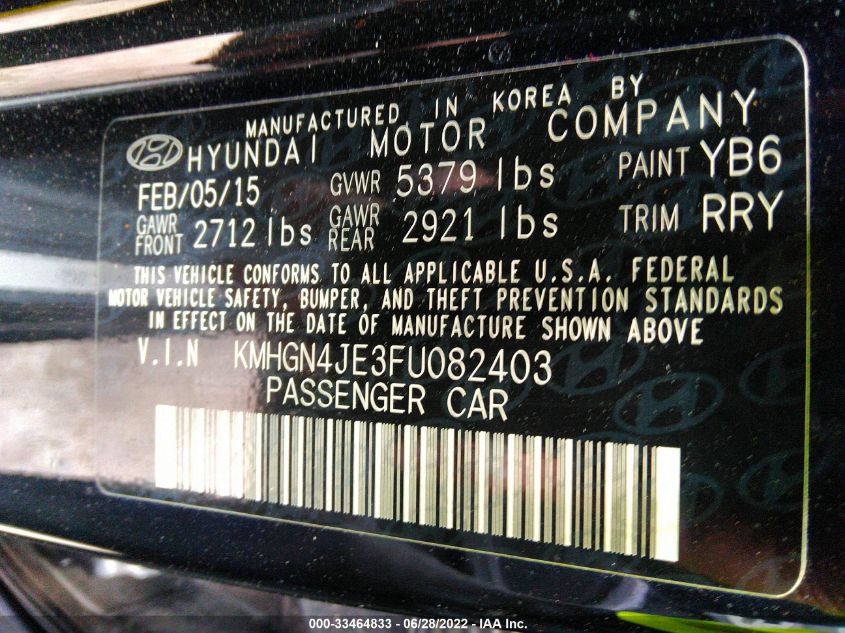 MANUFACTURED IN KOREA BY
HYUNDAI MOTOR COMPANY
FEB/05/15 GVWR 5379 lbs PAINT YB6
GAWR FRONT 2712 lbs GAWR REAR 2921 lbs TRIM RRY
THIS VEHICLE CONFORMS TO ALL APPLICABLE U.S.A. FEDERAL
MOTOR VEHICLE SAFETY, BUMPER, AND THEFT PREVENTION STANDARDS
IN EFFECT ON THE DATE OF MANUFACTURE SHOWN ABOVE
V.I.N KMHGN4JE3FU082403
PASSENGER CAR
000-33464833 - 06/28/2022 - IAA Inc.